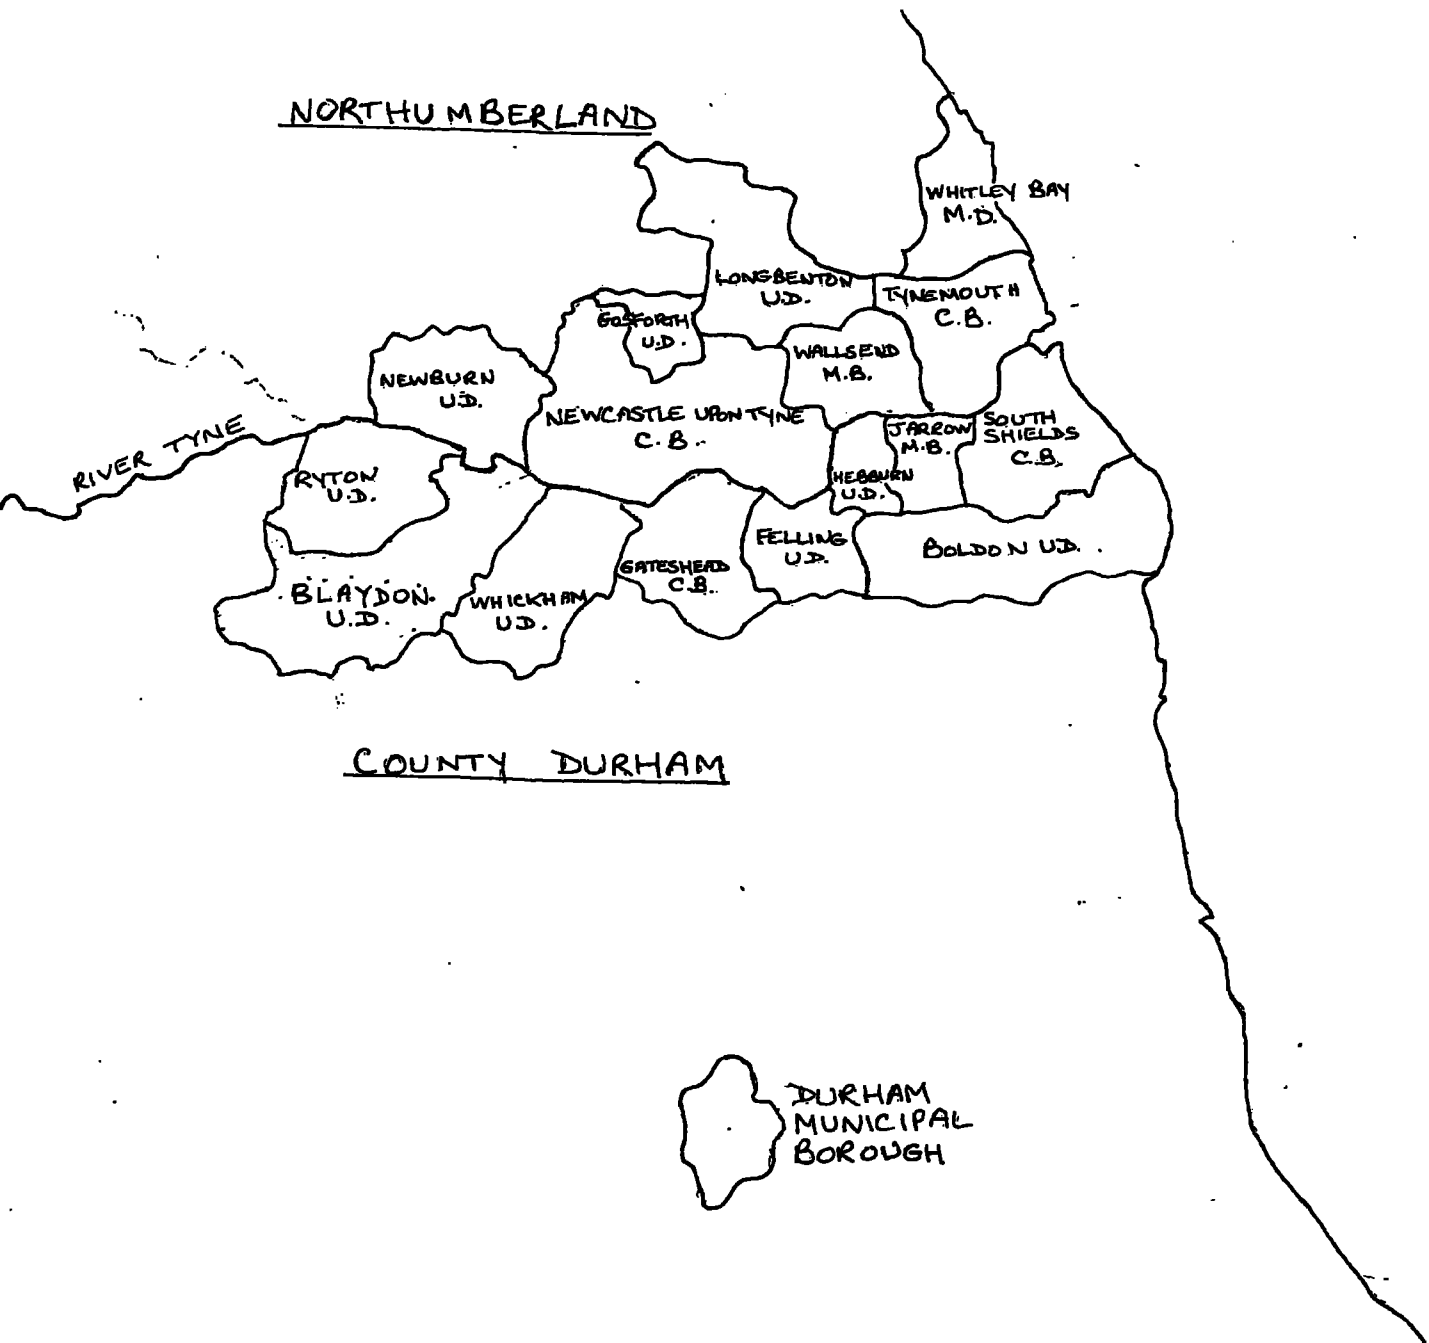 NORTHUMBERLAND
WHITLEY BAY
M.D.
LONGBENTON
U.D.
TYNEMOUTH
C.B.
GOSFORTH
U.D.
WALLSEND
M.B.
NEWBURN
U.D.
NEWCASTLE UPON TYNE
C.B.
JARROW
M.B.
SOUTH
SHIELDS
C.B.
RIVER TYNE
RYTON
U.D.
HEBBURN
U.D.
FELLING
U.D.
BOLDON U.D.
GATESHEAD
C.B.
BLAYDON
U.D.
WHICKHAM
U.D.
COUNTY DURHAM
DURHAM
MUNICIPAL
BOROUGH